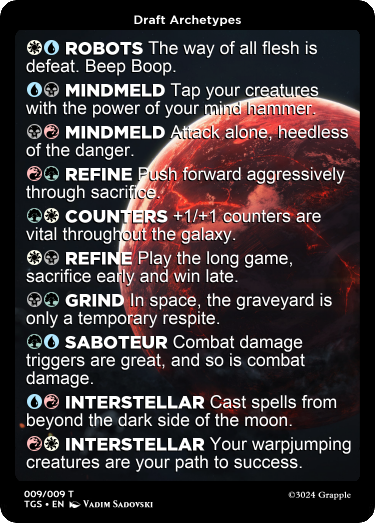 Draft Archetypes
ROBOTS The way of all flesh is
defeat. Beep Boop.
MINDMELD Tap your creatures
with the power of your mind hammer.
MINDMELD Attack alone, heedless
of the danger.
REFINE Push forward aggressively
through sacrifice.
COUNTERS +1/+1 counters are
vital throughout the galaxy.
REFINE Play the long game,
sacrifice early and win late.
GRIND In space, the graveyard is
only a temporary respite.
SABOTEUR Combat damage
triggers are great, and so is combat
damage.
INTERSTELLAR Cast spells from
beyond the dark side of the moon.
INTERSTELLAR Your warpjumping
creatures are your path to success.
009/009 T
TGS • EN VADIM SADOVSKI
©3024 Grapple